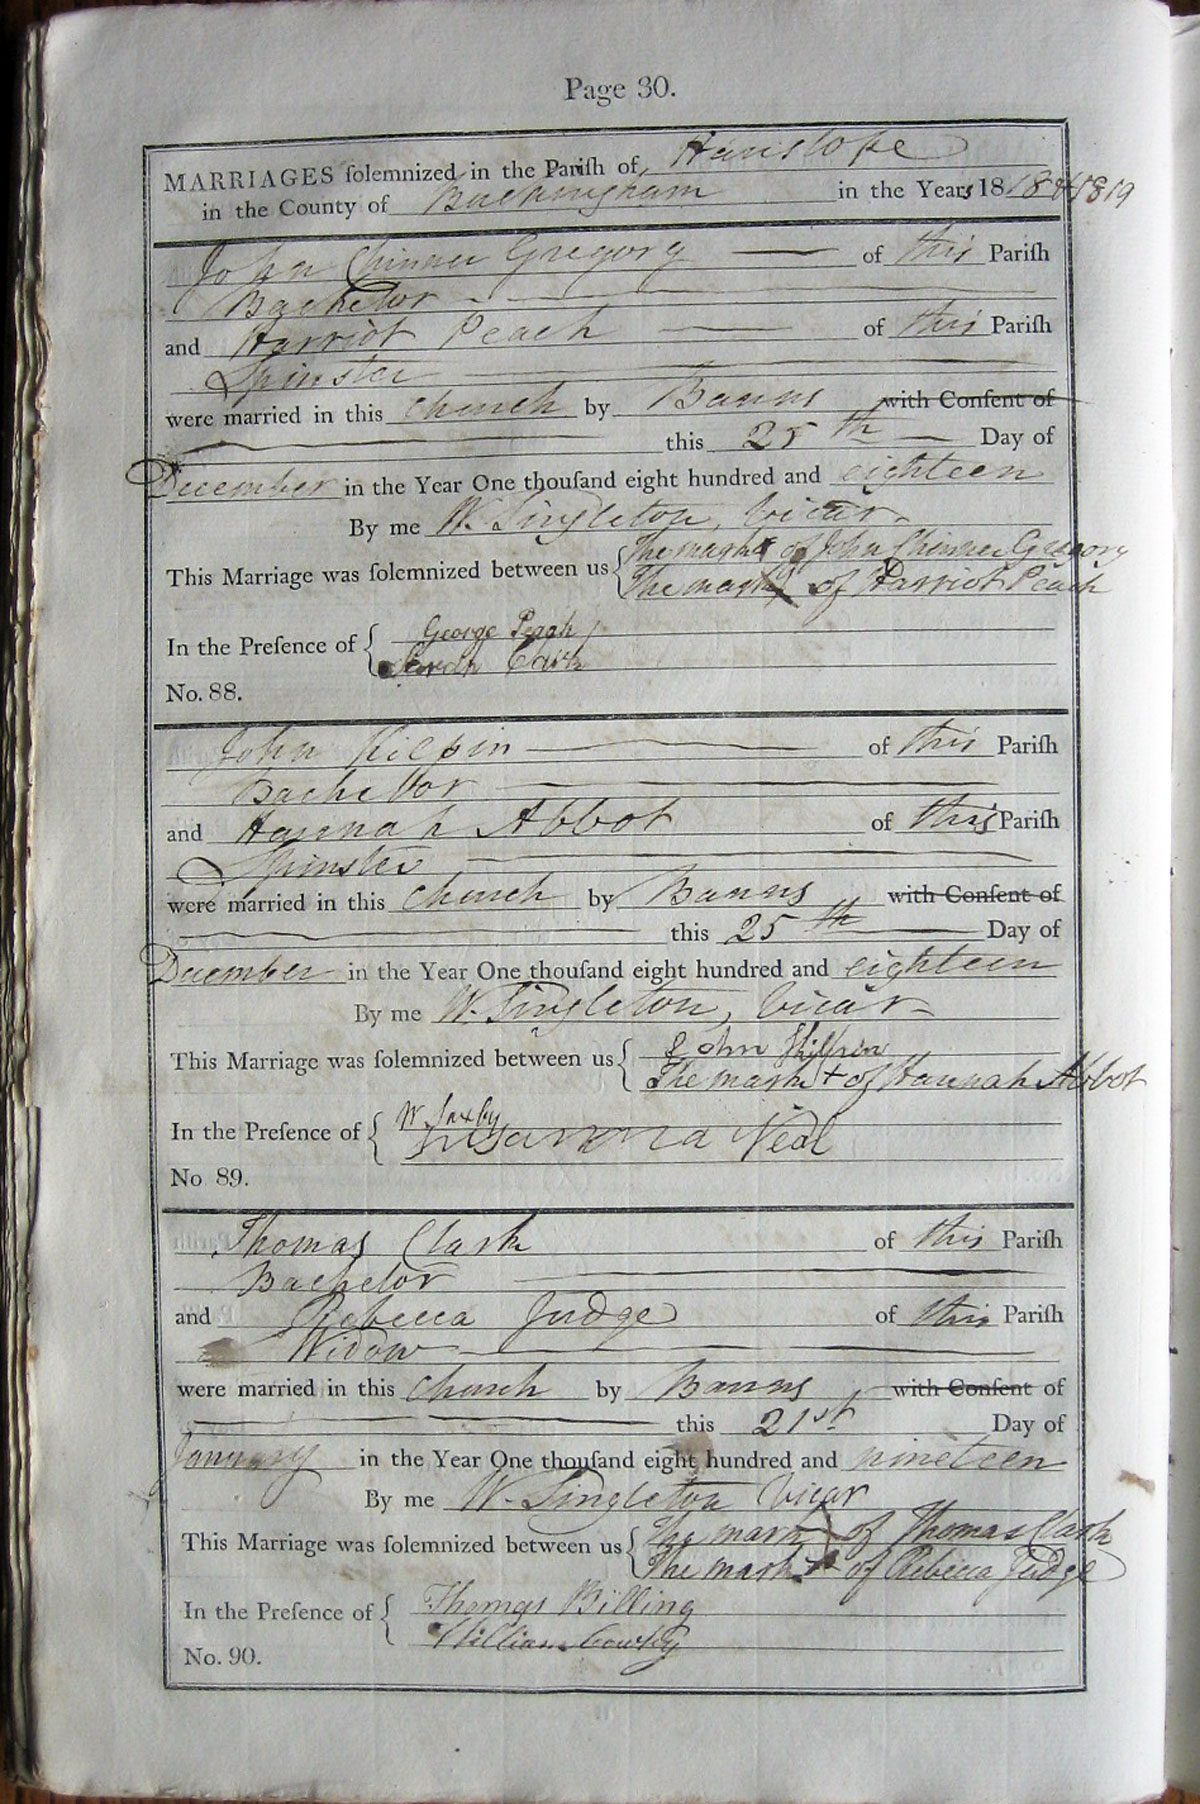 Page 30.
MARRIAGES ſolemnized in the Pariſh of Hanslope
in the County of Buckingham in the Years 1818 & 1819
John Chinner Gregory of this Pariſh
Bachelor
and Harriot Peach of this Pariſh
Spinster
were married in this Church by Banns with Conſent of
this 25th Day of
December in the Year One thouſand eight hundred and eighteen
By me W. Singleton, Vicar
This Marriage was ſolemnized between us { The mark x of John Chinner Gregory
The mark x of Harriot Peach
In the Preſence of { George Peach
Sarah
No. 88.
John Kilpin of this Pariſh
Bachellor
and Hannah Abbot of this Pariſh
Spinster
were married in this Church by Banns with Conſent of
this 25th Day of
December in the Year One thouſand eight hundred and eighteen
By me W. Singleton, Vicar
This Marriage was ſolemnized between us { John Kilpin
The mark + of Hannah Abbot
In the Preſence of { W. Saxby
Susannna Neal
No 89.
Thomas Clark of this Pariſh
Bachelor
and Rebecca Judge of this Pariſh
Widow
were married in this Church by Banns with Conſent of
this 21st Day of
January in the Year One thouſand eight hundred and nineteen
By me W. Singleton Vicar
This Marriage was ſolemnized between us { The mark x of Thomas Clark
The mark + of Rebecca Judge
In the Preſence of { Thomas Billing
William Cowley
No. 90.